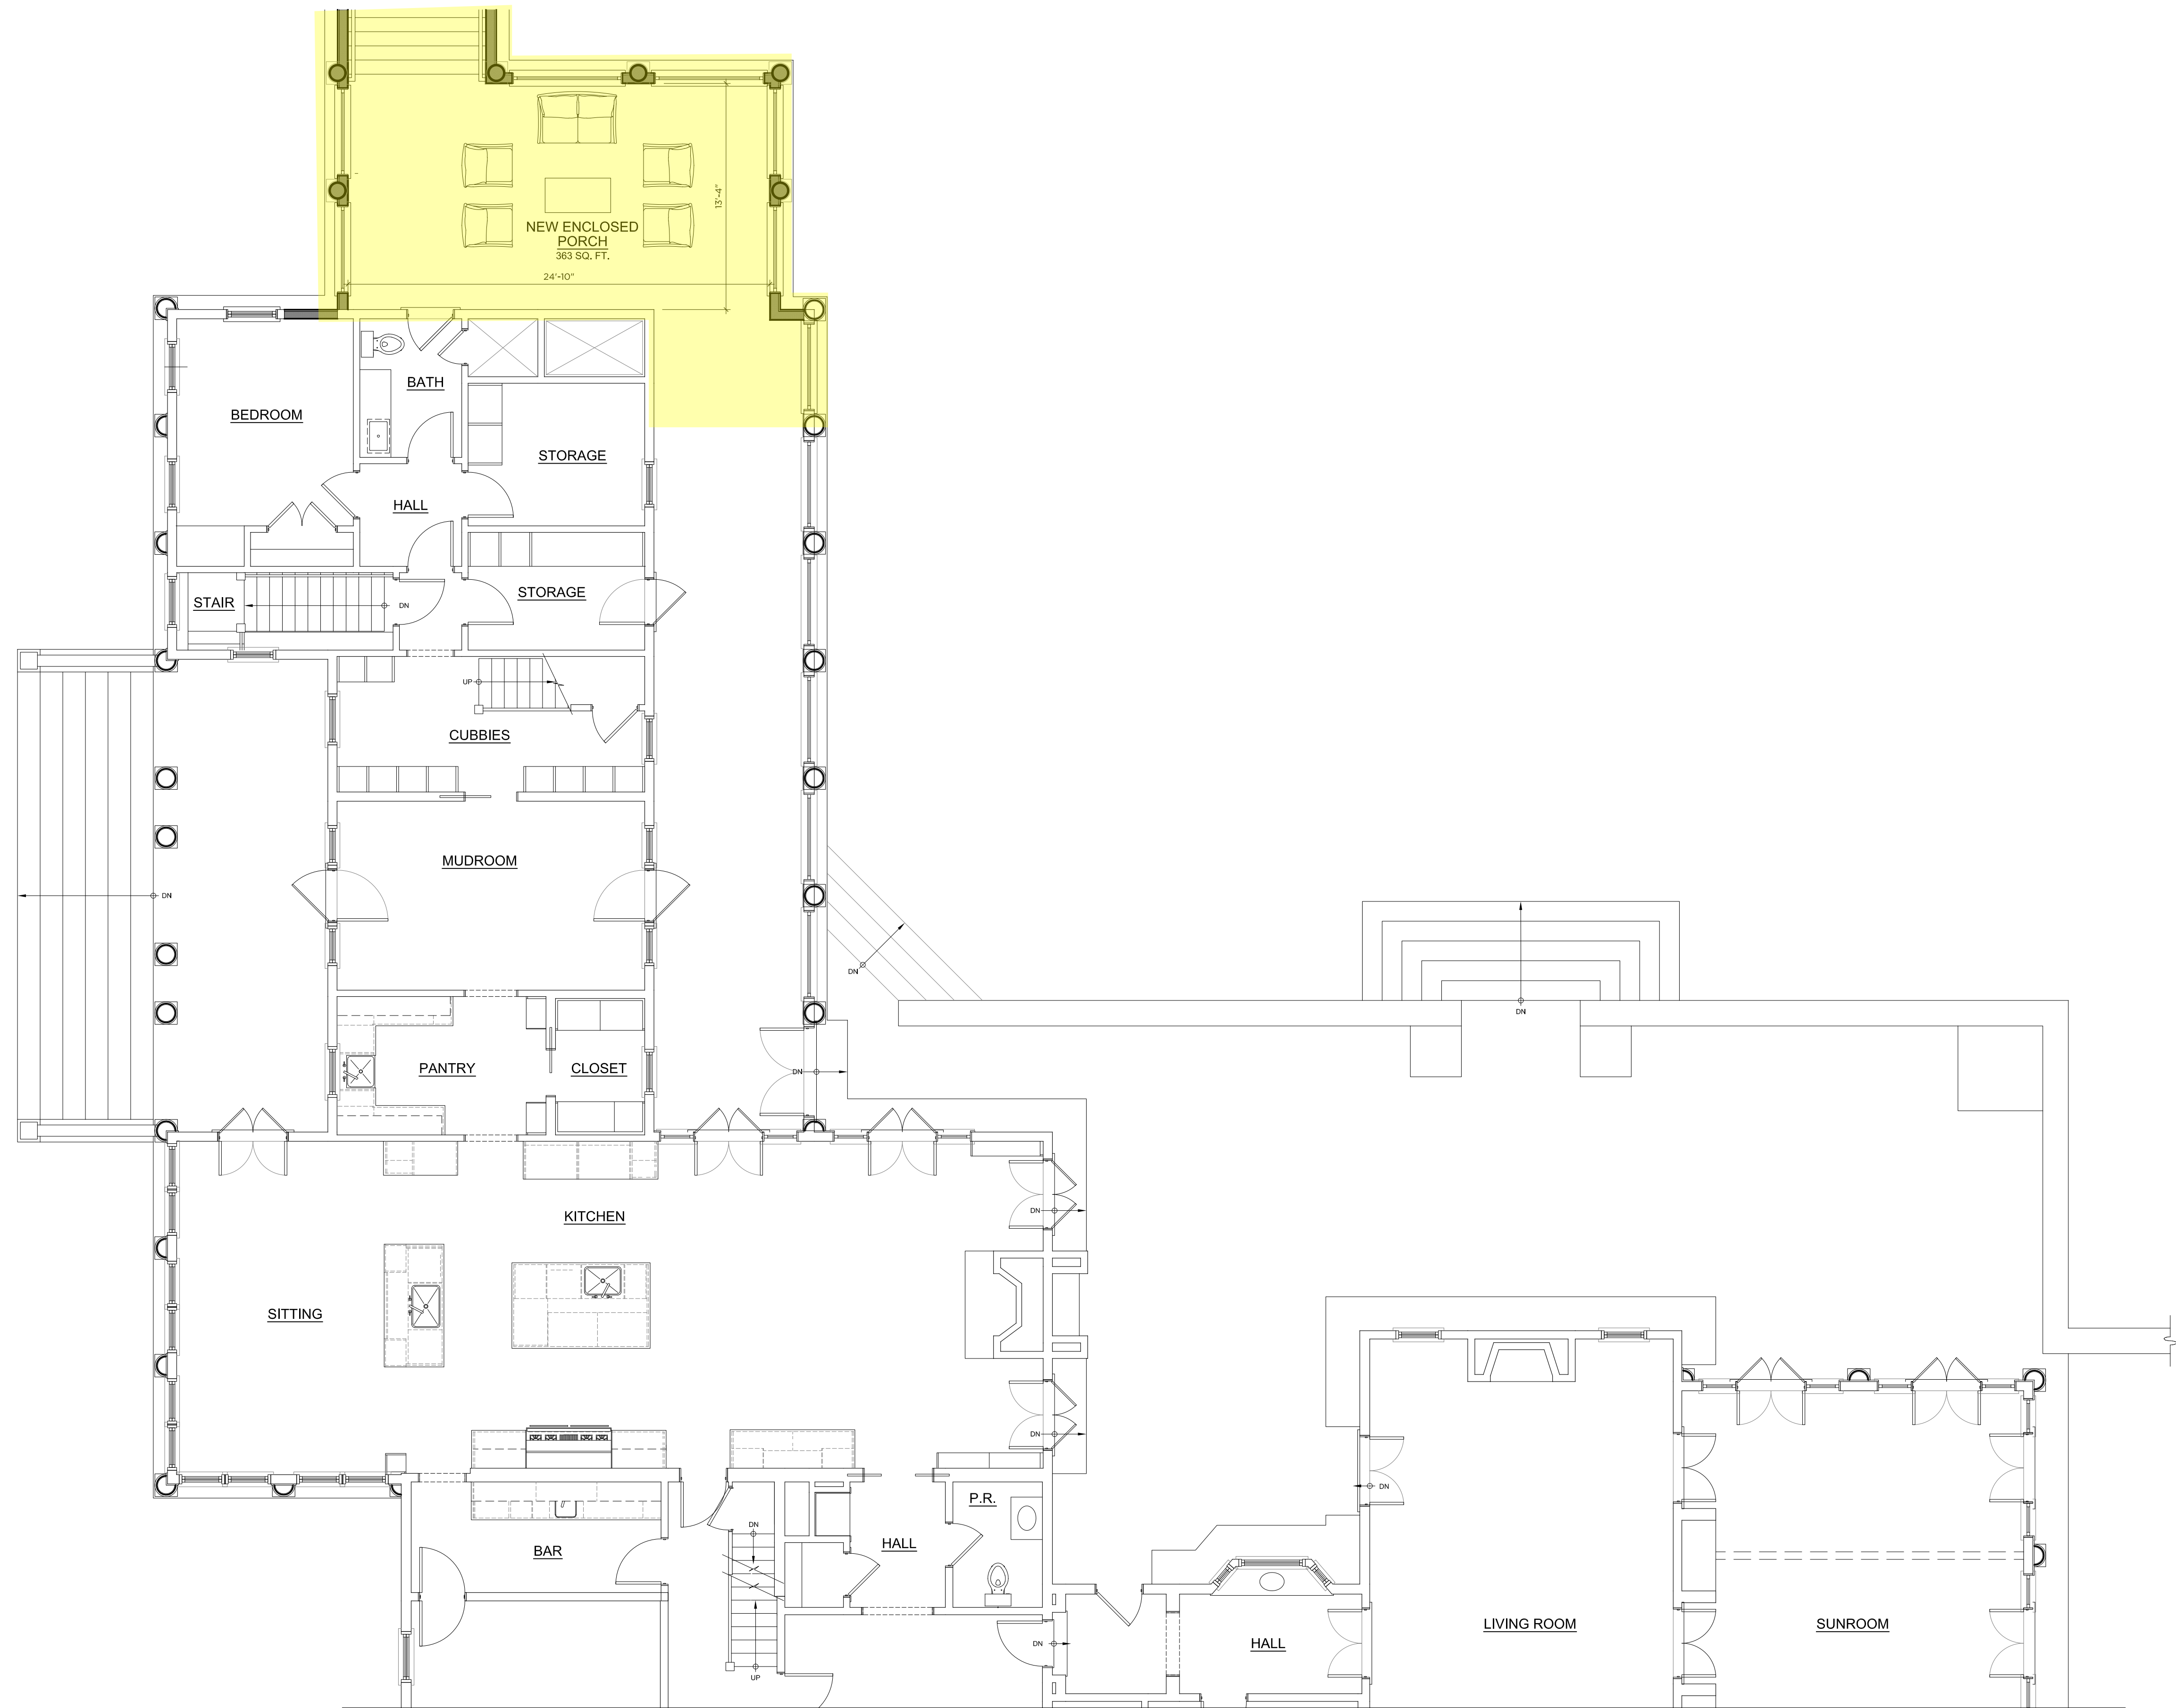 13'-4"
NEW ENCLOSED
PORCH
363 SQ. FT.
24'-10"
BATH
BEDROOM
STORAGE
HALL
STORAGE
STAIR
DN
UP
CUBBIES
MUDROOM
DN
DN
DN
PANTRY
CLOSET
DN
KITCHEN
DN
SITTING
DN
DN
P.R.
DN
HALL
BAR
LIVING ROOM
SUNROOM
HALL
DN
UP